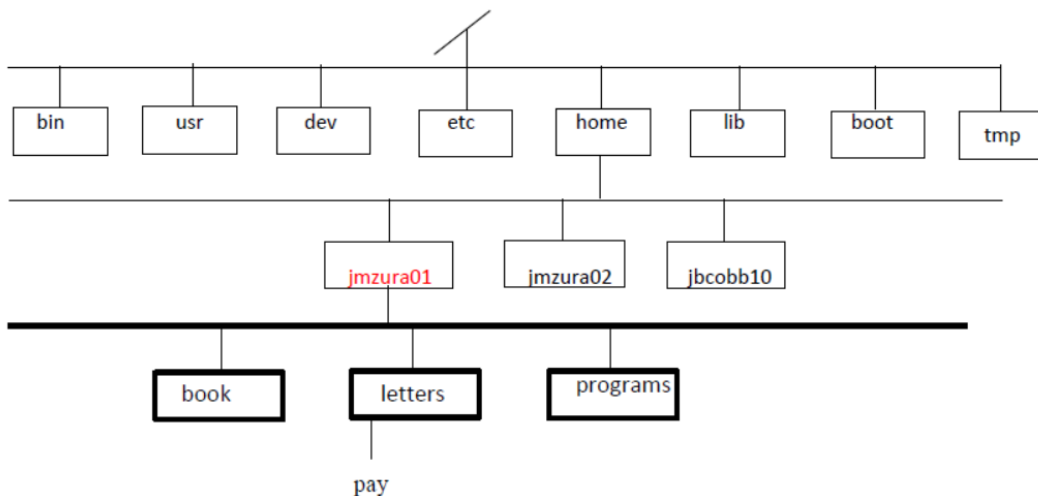 /
bin usr dev etc home lib boot tmp
jmzura01 jmzura02 jbcobb10
book letters programs
pay